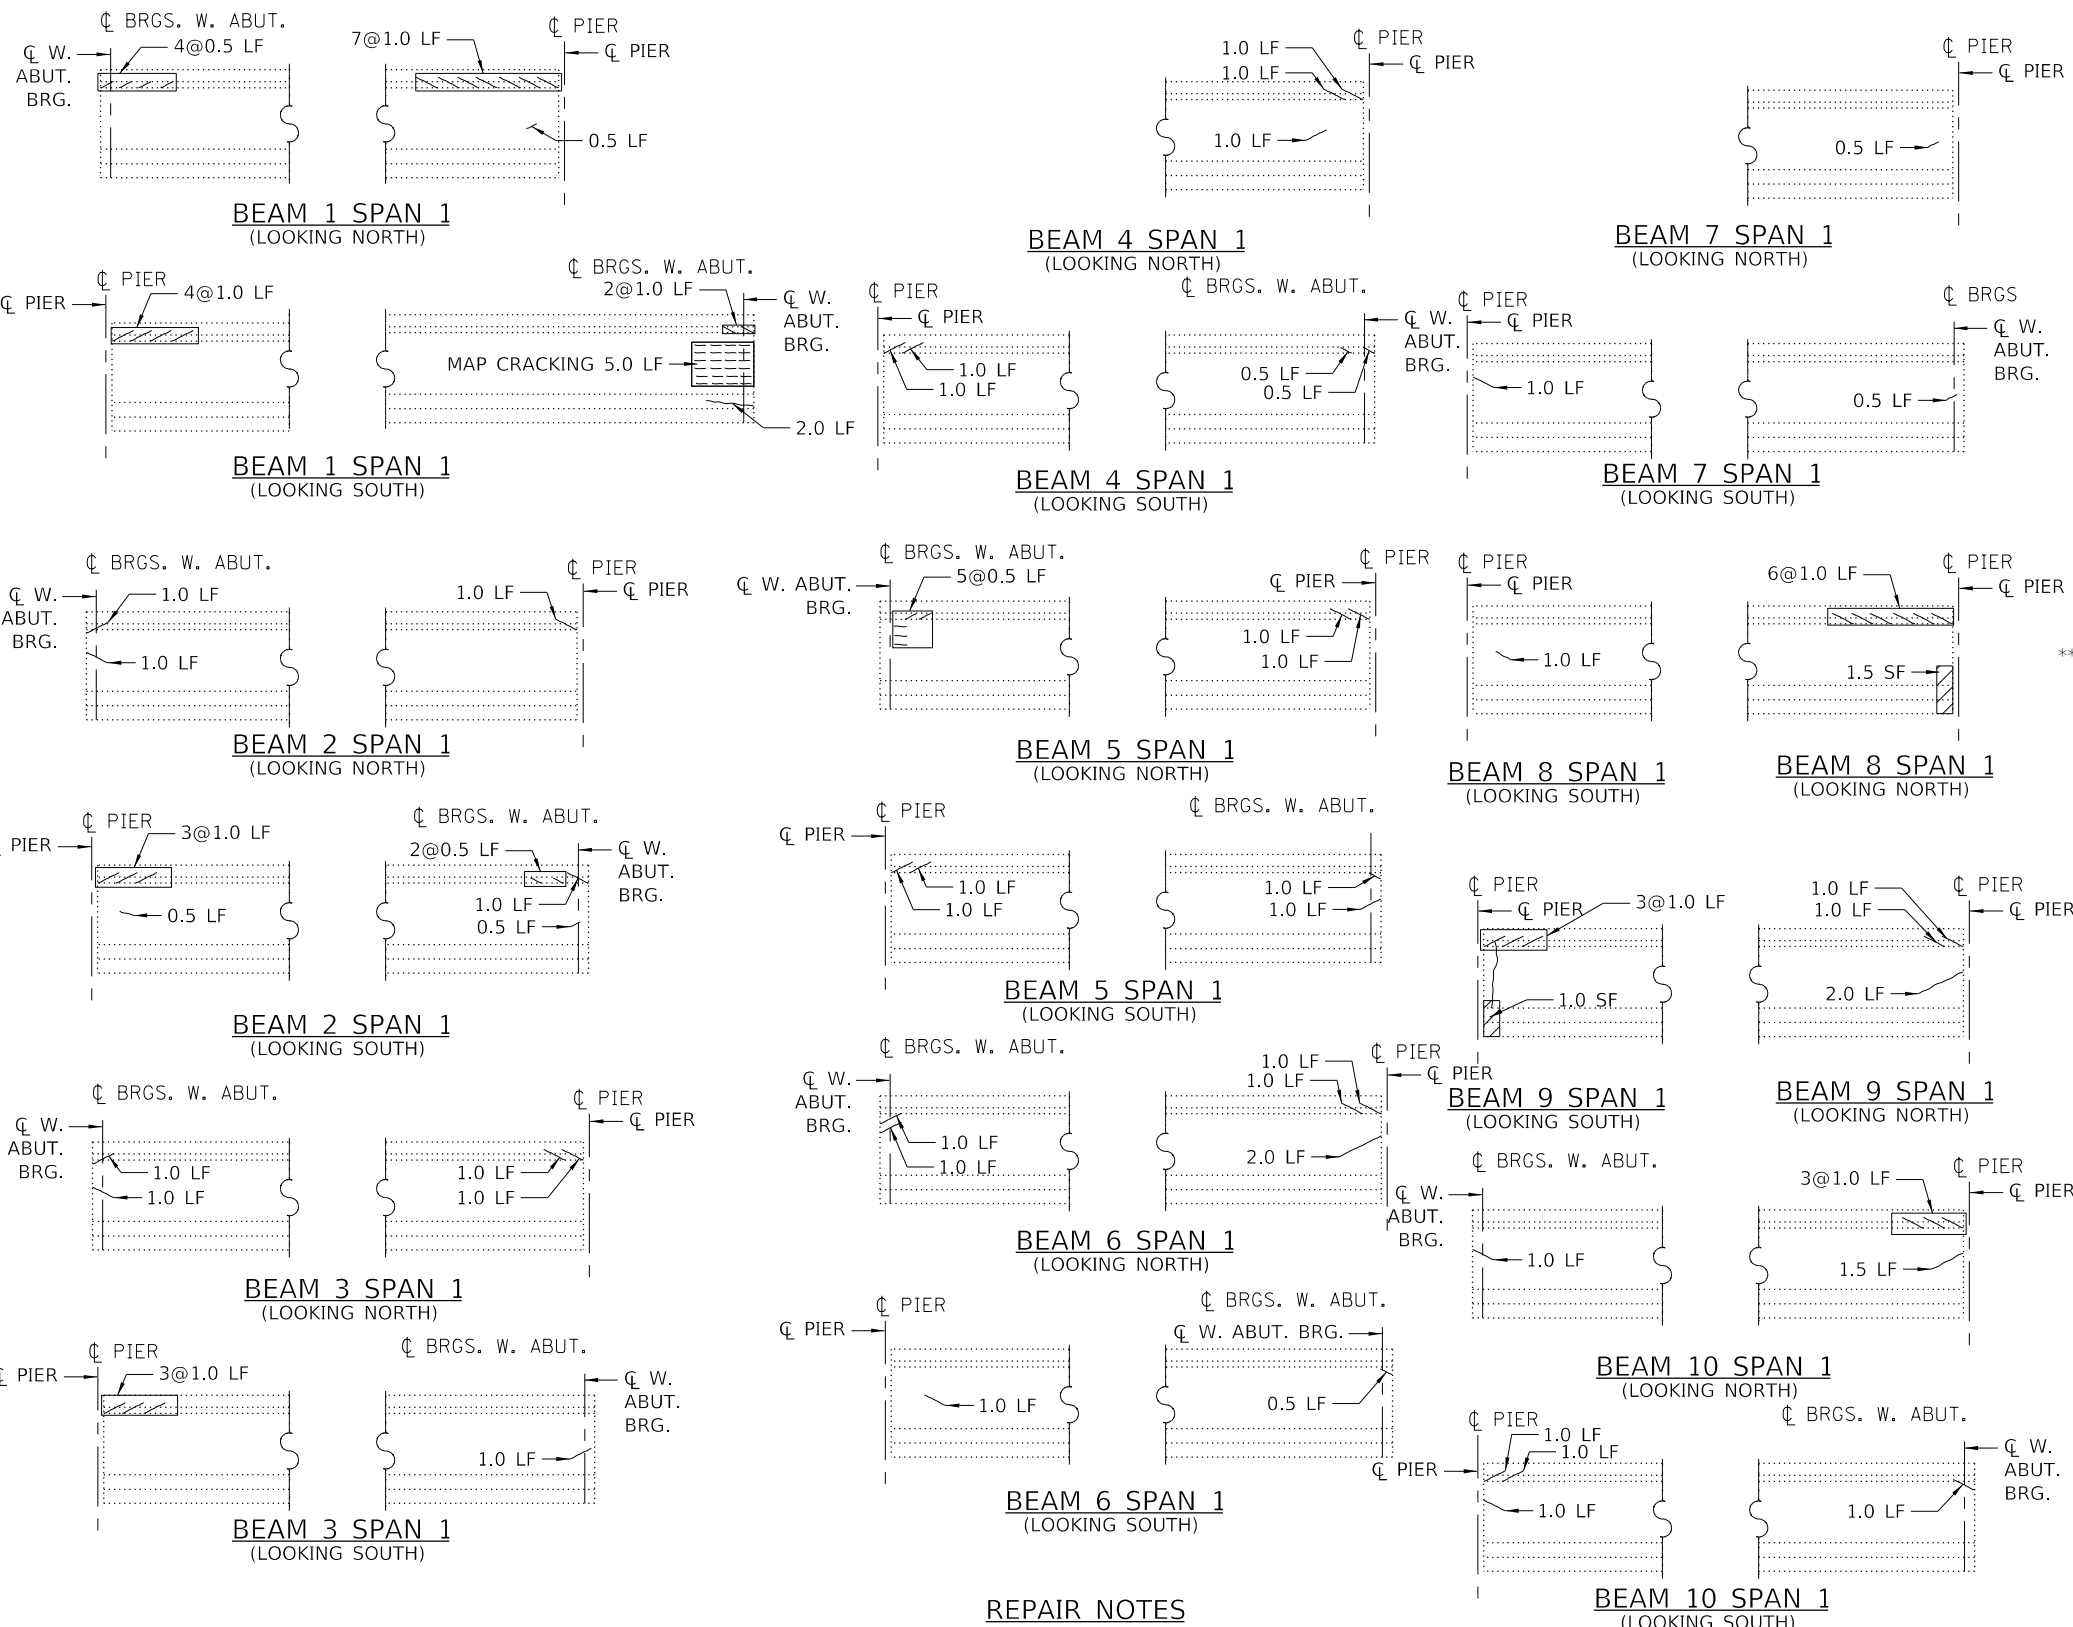 ℄ BRGS. W. ABUT.
℄ W.
ABUT.
BRG.
4@0.5 LF
7@1.0 LF
℄ PIER
℄ PIER
0.5 LF
BEAM 1 SPAN 1
(LOOKING NORTH)
℄ PIER
℄ PIER
4@1.0 LF
℄ BRGS. W. ABUT.
2@1.0 LF
℄ W.
ABUT.
BRG.
MAP CRACKING 5.0 LF
2.0 LF
BEAM 1 SPAN 1
(LOOKING SOUTH)
℄ BRGS. W. ABUT.
℄ W.
ABUT.
BRG.
1.0 LF
1.0 LF
1.0 LF
℄ PIER
℄ PIER
BEAM 2 SPAN 1
(LOOKING NORTH)
℄ PIER
PIER
3@1.0 LF
0.5 LF
℄ BRGS. W. ABUT.
2@0.5 LF
℄ W.
ABUT.
BRG.
1.0 LF
0.5 LF
BEAM 2 SPAN 1
(LOOKING SOUTH)
℄ BRGS. W. ABUT.
℄ W.
ABUT.
BRG.
1.0 LF
1.0 LF
℄ PIER
℄ PIER
1.0 LF
1.0 LF
BEAM 3 SPAN 1
(LOOKING NORTH)
℄ PIER
℄ PIER
3@1.0 LF
℄ BRGS. W. ABUT.
℄ W.
ABUT.
BRG.
1.0 LF
BEAM 3 SPAN 1
(LOOKING SOUTH)
1.0 LF
1.0 LF
℄ PIER
℄ PIER
1.0 LF
BEAM 4 SPAN 1
(LOOKING NORTH)
℄ PIER
℄ PIER
1.0 LF
1.0 LF
℄ BRGS. W. ABUT.
℄ W.
ABUT.
BRG.
0.5 LF
0.5 LF
BEAM 4 SPAN 1
(LOOKING SOUTH)
℄ BRGS. W. ABUT.
℄ W. ABUT.
BRG.
5@0.5 LF
℄ PIER
℄ PIER
1.0 LF
1.0 LF
BEAM 5 SPAN 1
(LOOKING NORTH)
℄ PIER
℄ PIER
1.0 LF
1.0 LF
℄ BRGS. W. ABUT.
1.0 LF
1.0 LF
BEAM 5 SPAN 1
(LOOKING SOUTH)
℄ BRGS. W. ABUT.
℄ W.
ABUT.
BRG.
1.0 LF
1.0 LF
1.0 LF
1.0 LF
℄ PIER
℄ PIER
2.0 LF
BEAM 6 SPAN 1
(LOOKING NORTH)
℄ PIER
℄ PIER
1.0 LF
℄ BRGS. W. ABUT.
℄ W. ABUT. BRG.
0.5 LF
BEAM 6 SPAN 1
(LOOKING SOUTH)
REPAIR NOTES
℄ PIER
℄ PIER
0.5 LF
BEAM 7 SPAN 1
(LOOKING NORTH)
℄ PIER
℄ PIER
1.0 LF
℄ BRGS
℄ W.
ABUT.
BRG.
0.5 LF
BEAM 7 SPAN 1
(LOOKING SOUTH)
℄ PIER
℄ PIER
1.0 LF
BEAM 8 SPAN 1
(LOOKING SOUTH)
6@1.0 LF
℄ PIER
℄ PIER
1.5 SF
**
BEAM 8 SPAN 1
(LOOKING NORTH)
℄ PIER
℄ PIER
3@1.0 LF
1.0 SF
BEAM 9 SPAN 1
(LOOKING SOUTH)
1.0 LF
1.0 LF
℄ PIER
℄ PIER
2.0 LF
BEAM 9 SPAN 1
(LOOKING NORTH)
℄ BRGS. W. ABUT.
℄ W.
ABUT.
BRG.
1.0 LF
3@1.0 LF
℄ PIER
℄ PIER
1.5 LF
BEAM 10 SPAN 1
(LOOKING NORTH)
℄ PIER
℄ PIER
1.0 LF
1.0 LF
1.0 LF
℄ BRGS. W. ABUT.
℄ W.
ABUT.
BRG.
1.0 LF
BEAM 10 SPAN 1
(LOOKING SOUTH)